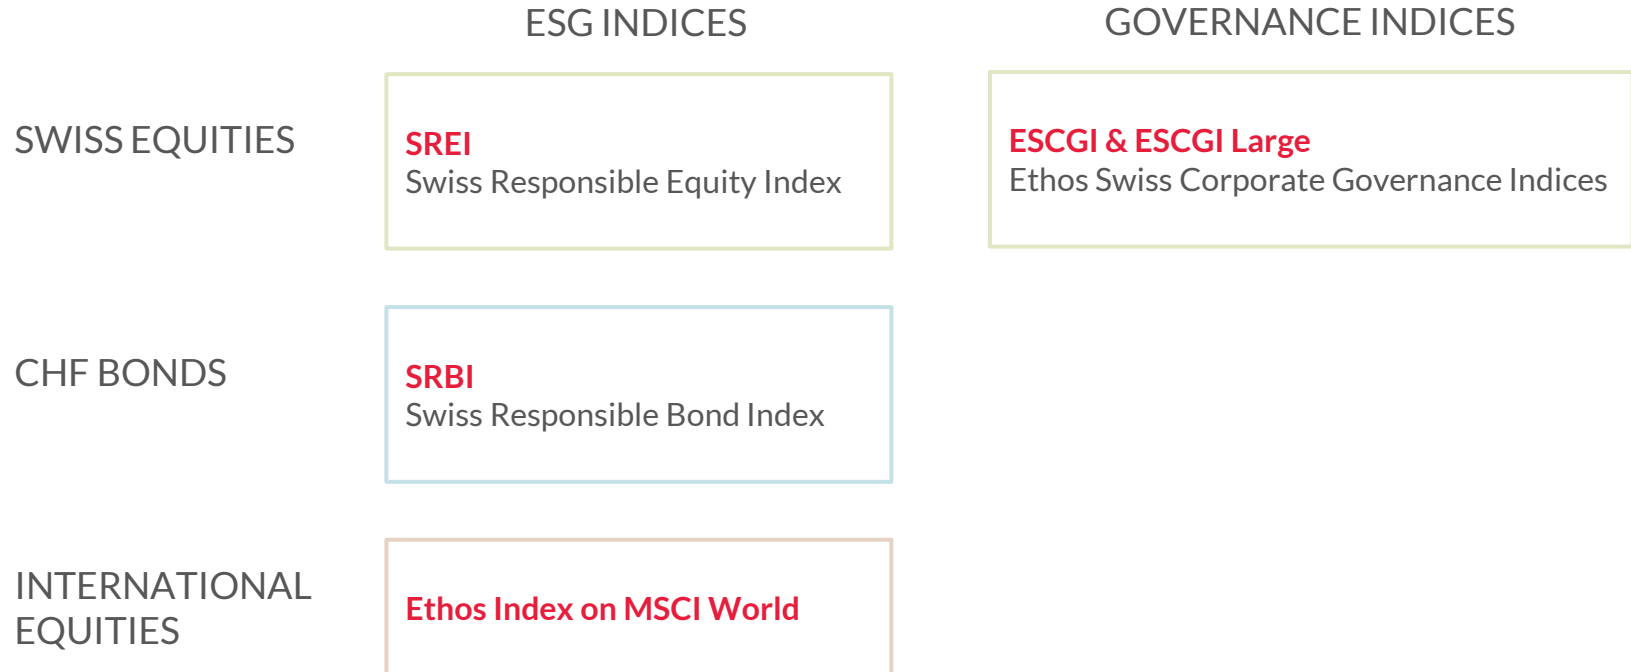 ESG INDICES
GOVERNANCE INDICES
SWISS EQUITIES
SREI
Swiss Responsible Equity Index
ESCGI & ESCGI Large
Ethos Swiss Corporate Governance Indices
CHF BONDS
SRBI
Swiss Responsible Bond Index
INTERNATIONAL
EQUITIES
Ethos Index on MSCI World